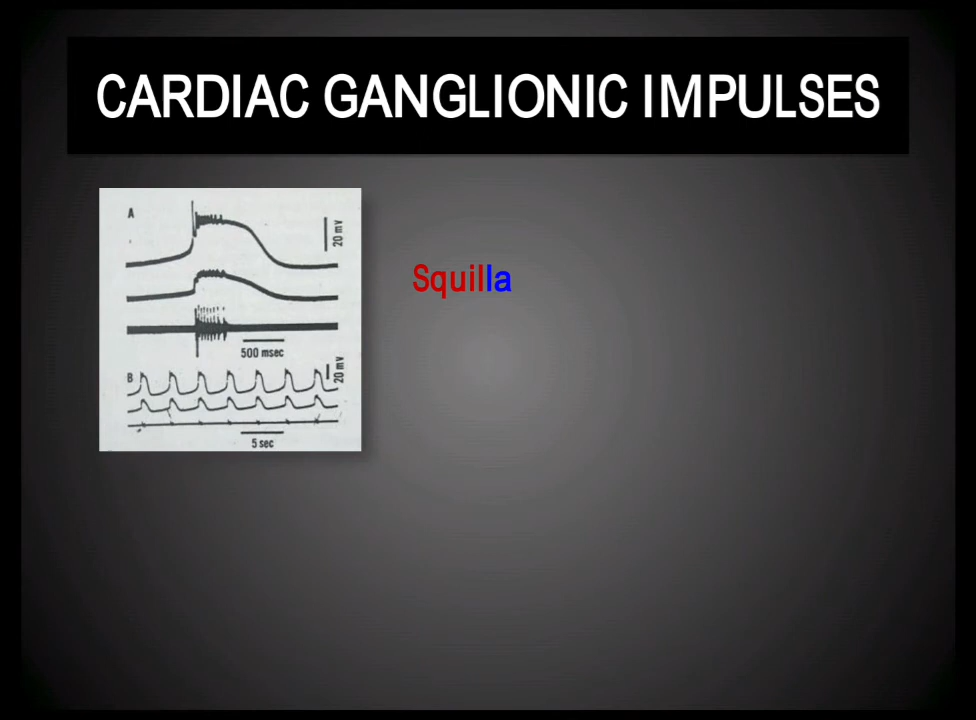 CARDIAC GANGLIONIC IMPULSES
A
20 mv
Squilla
500 msec
B
20 mv
5 sec